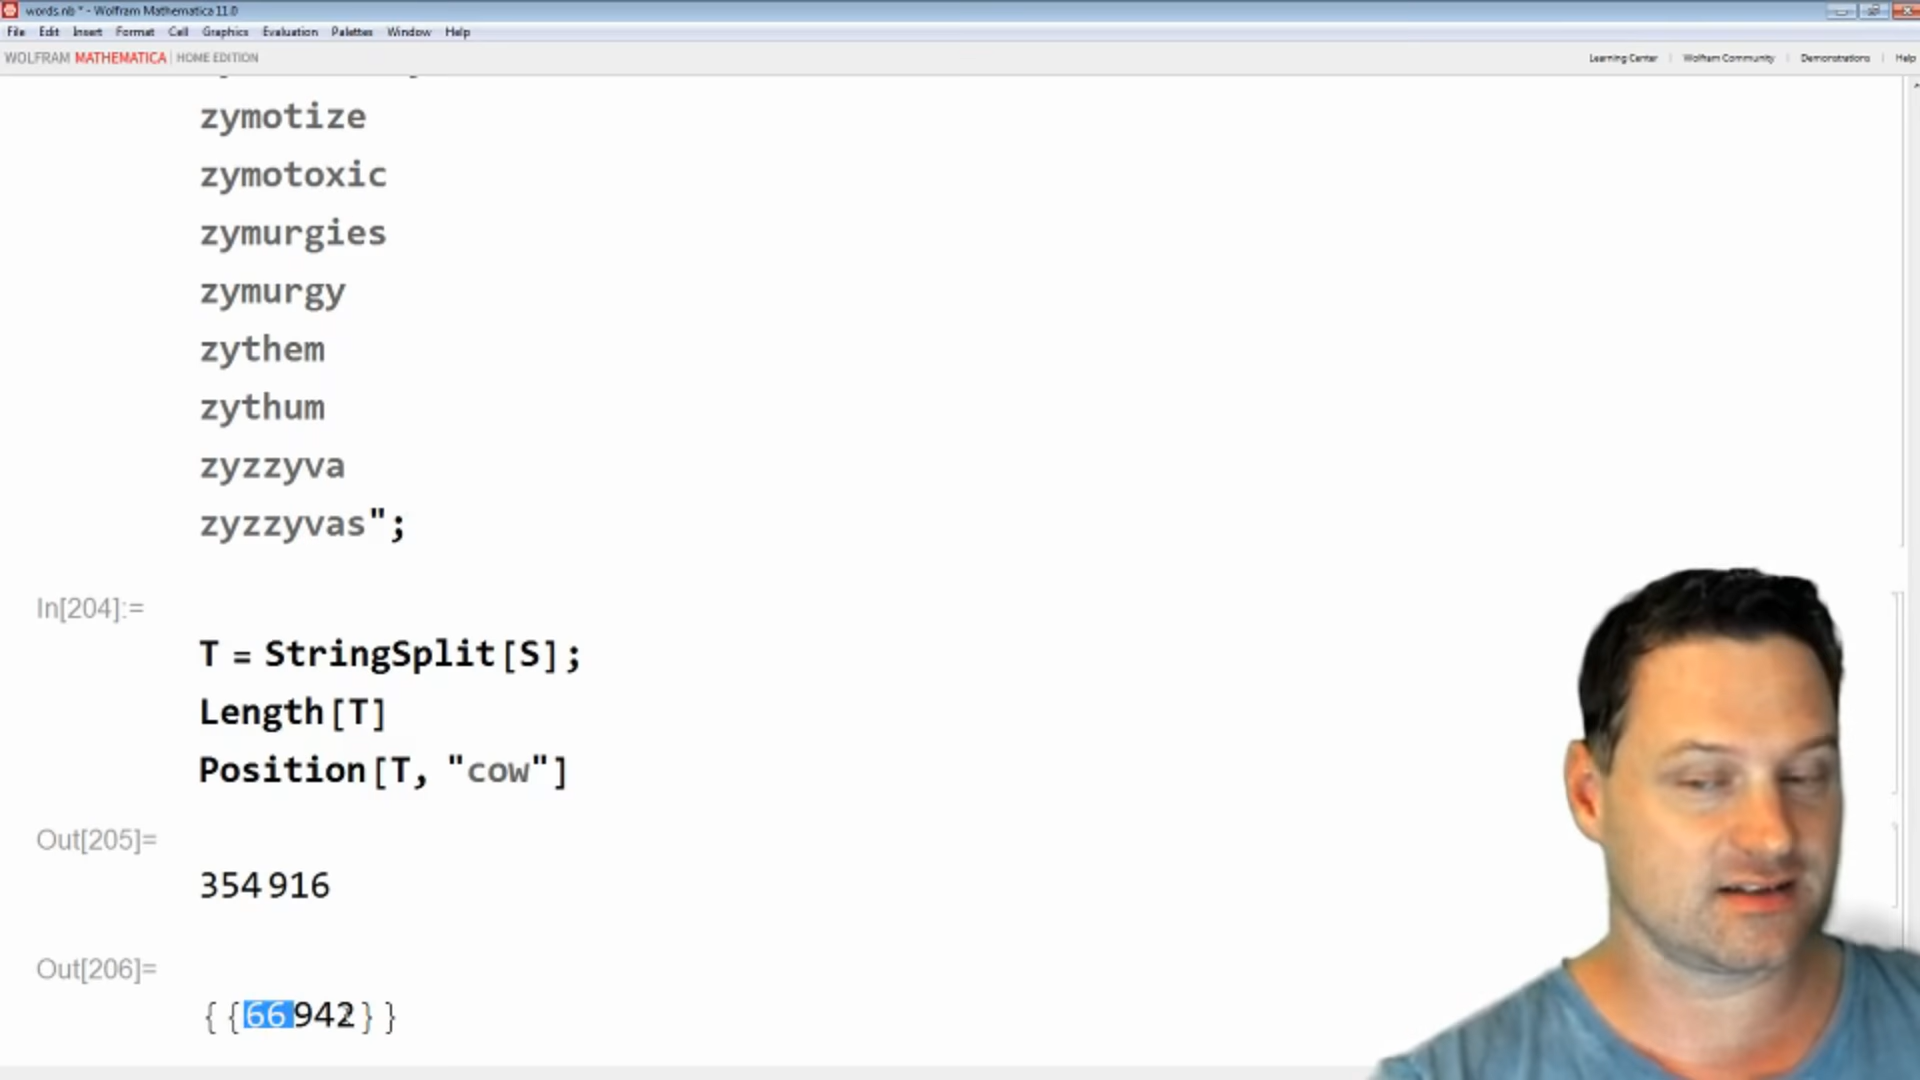 words.nb * - Wolfram Mathematica 11.0
File Edit Insert Format Cell Graphics Evaluation Palettes Window Help
WOLFRAM MATHEMATICA | HOME EDITION
Learning Center | Wolfram Community | Demonstrations | Help
zymotize
zymotoxic
zymurgies
zymurgy
zythem
zythum
zyzzyva
zyzzyvas";
In[204]:=
T = StringSplit[S];
Length[T]
Position[T, "cow"]
Out[205]=
354916
Out[206]=
{{66942}}